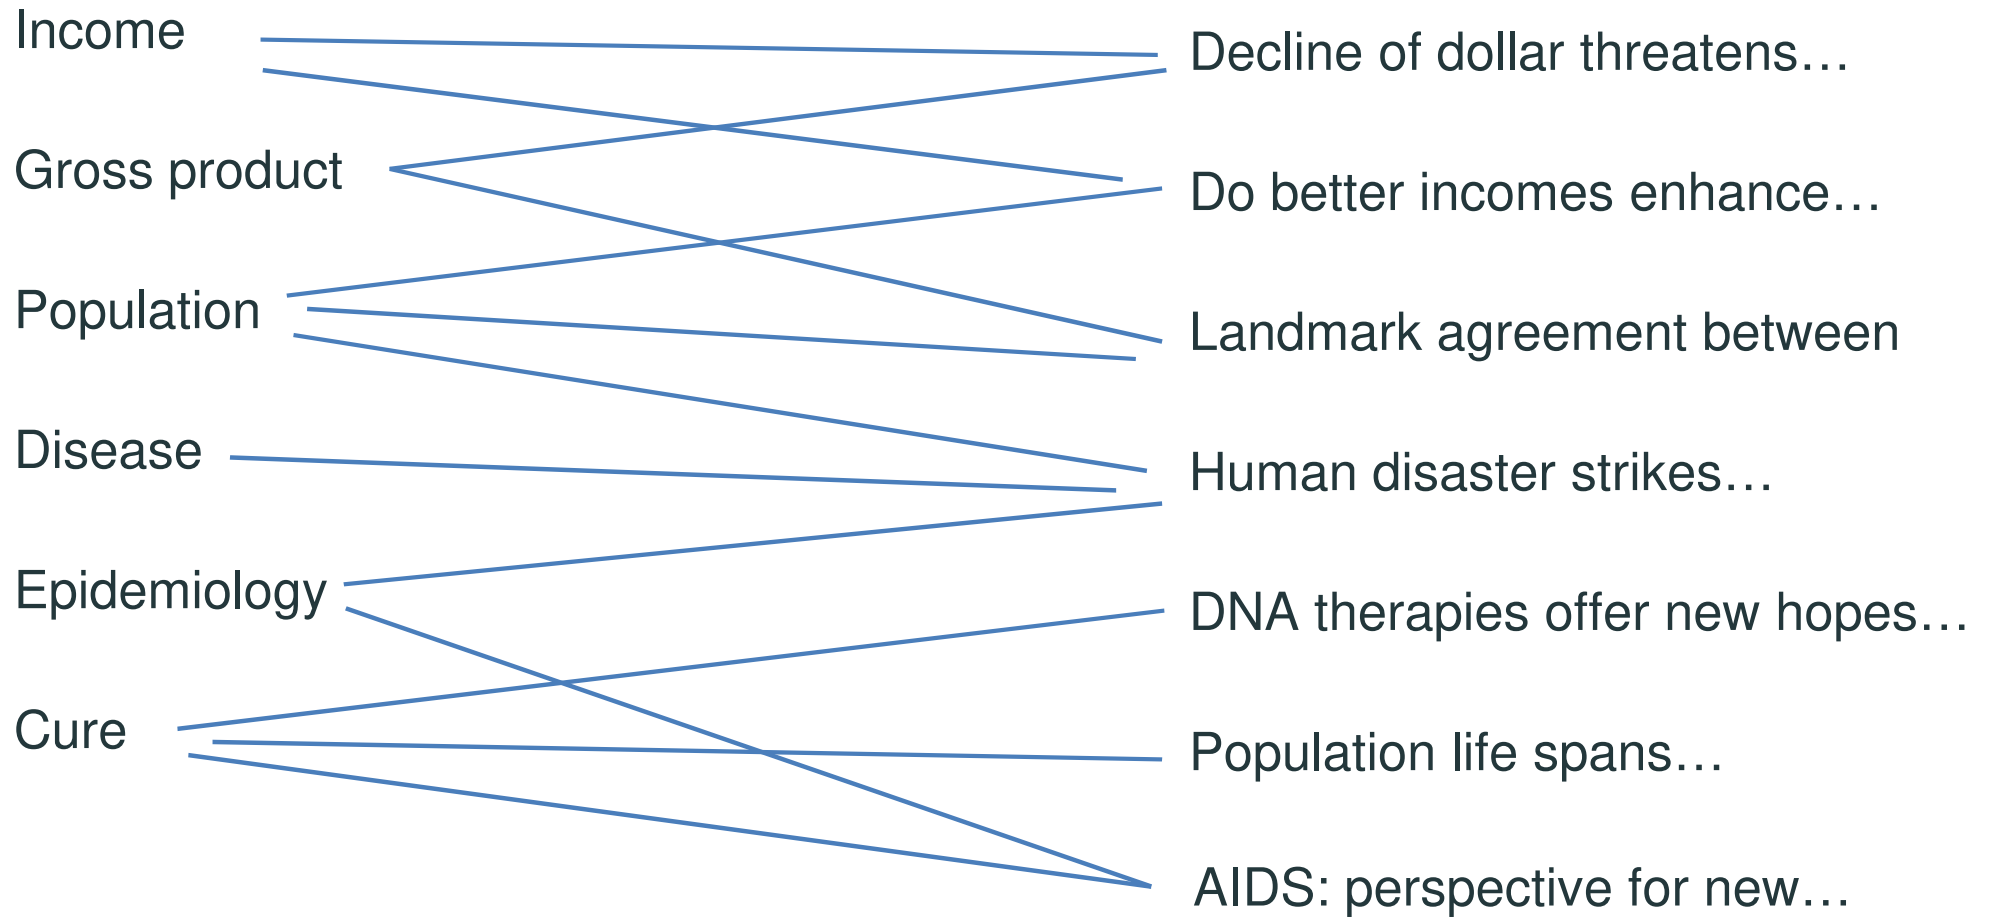 Income
Decline of dollar threatens…
Gross product
Do better incomes enhance…
Population
Landmark agreement between
Disease
Human disaster strikes…
Epidemiology
DNA therapies offer new hopes…
Cure
Population life spans…
AIDS: perspective for new…